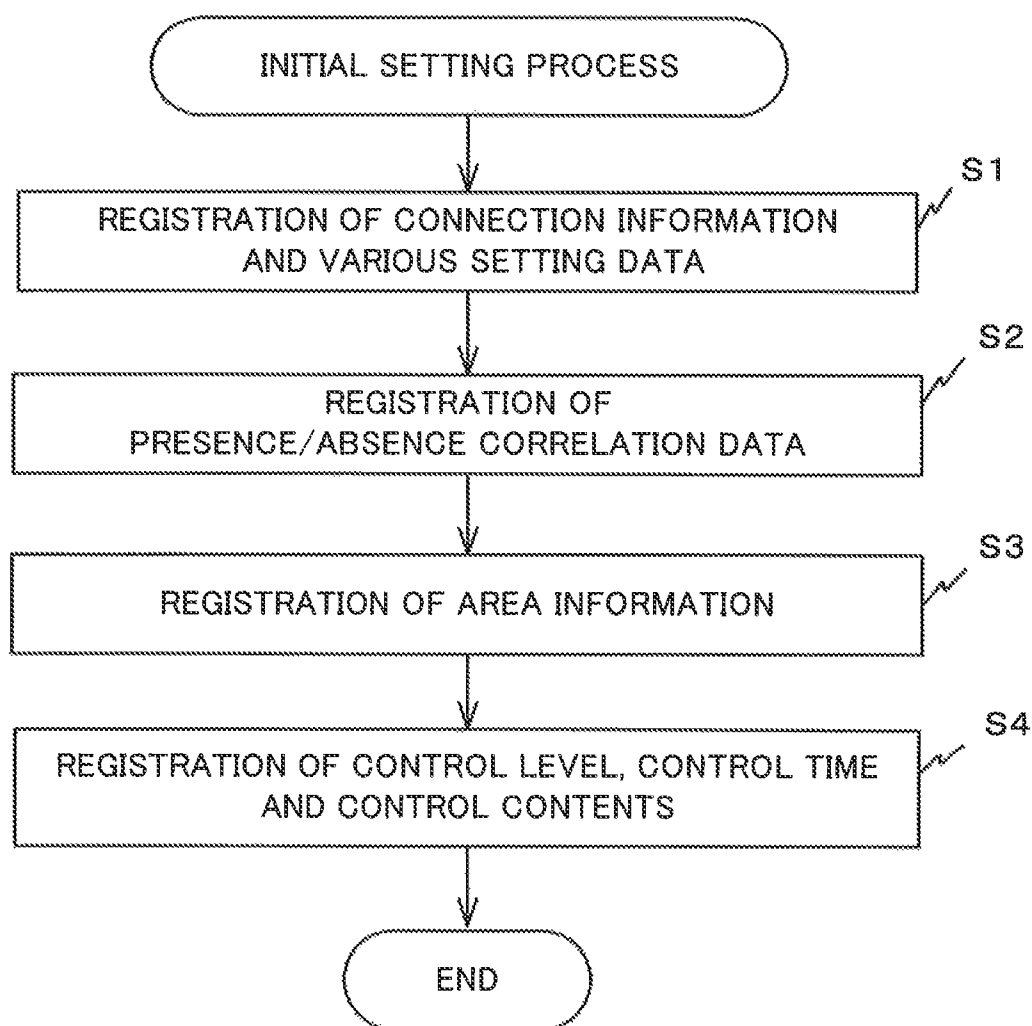 INITIAL SETTING PROCESS
S1
REGISTRATION OF CONNECTION INFORMATION
AND VARIOUS SETTING DATA
S2
REGISTRATION OF
PRESENCE/ABSENCE CORRELATION DATA
S3
REGISTRATION OF AREA INFORMATION
S4
REGISTRATION OF CONTROL LEVEL, CONTROL TIME
AND CONTROL CONTENTS
END